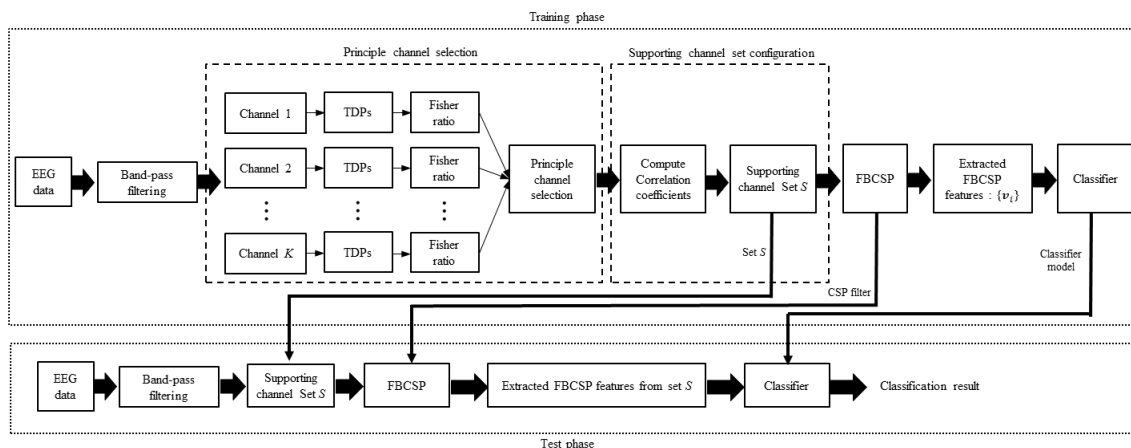 Training phase
Principle channel selection
Supporting channel set configuration
Channel 1
TDPs
Fisher
ratio
Channel 2
TDPs
Fisher
ratio
Channel K
TDPs
Fisher
ratio
EEG
data
Band-pass
filtering
Principle
channel
selection
Compute
Correlation
coefficients
Supporting
channel Set S
FBCSP
Extracted
FBCSP
features : {v_i}
Classifier
Set S
CSP filter
Classifier
model
EEG
data
Band-pass
filtering
Supporting
channel Set S
FBCSP
Extracted FBCSP features from set S
Classifier
Classification result
Test phase